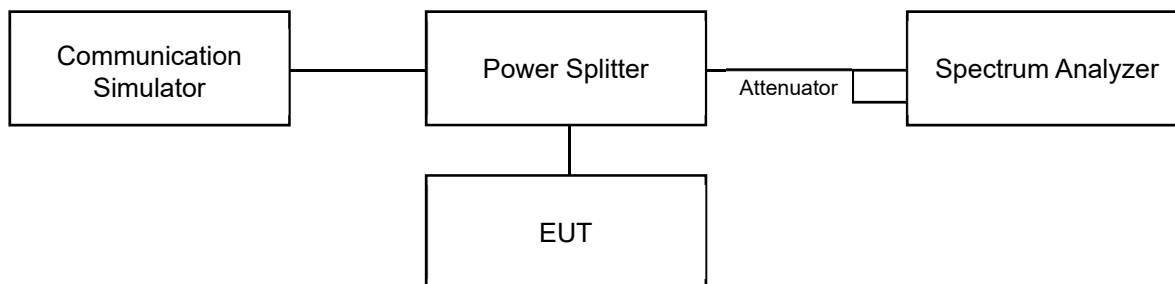 Communication
Simulator
Power Splitter
Attenuator
Spectrum Analyzer
EUT